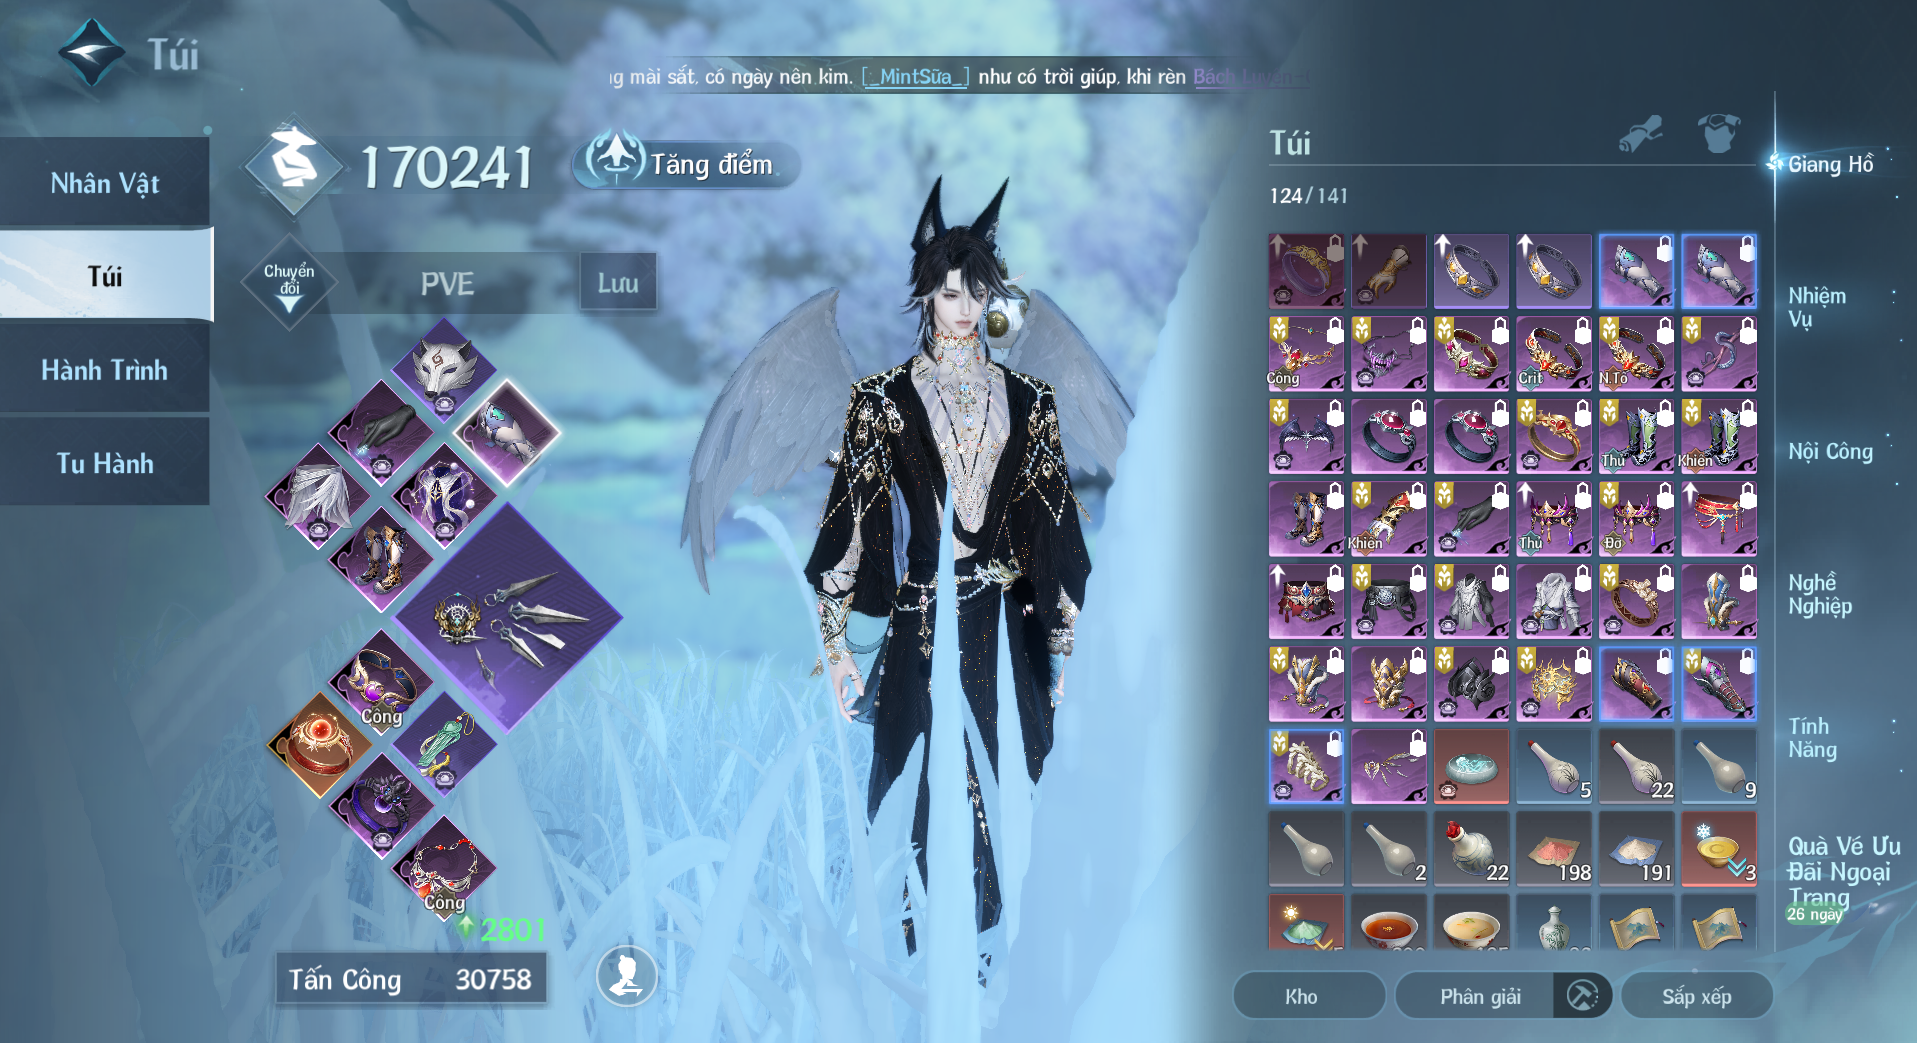 Túi
ng mài sắt, có ngày nên kim. [._MintSữa_] như có trời giúp, khi rèn Bách Luyện-
Nhân Vật
Túi
Hành Trình
Tu Hành
170241
Tăng điểm
Chuyển đổi
PVE
Lưu
Công
Công
2801
Tấn Công 30758
Túi
124/141
Công
Crit
N.Tố
Thủ
Khiên
Khiên
Thủ
Đỡ
5
22
9
2
22
198
191
3
Kho
Phân giải
Sắp xếp
Giang Hồ
Nhiệm
Vụ
Nội Công
Nghề
Nghiệp
Tính
Năng
Quà Vé Ưu
Đãi Ngoại
Trang
26 ngày